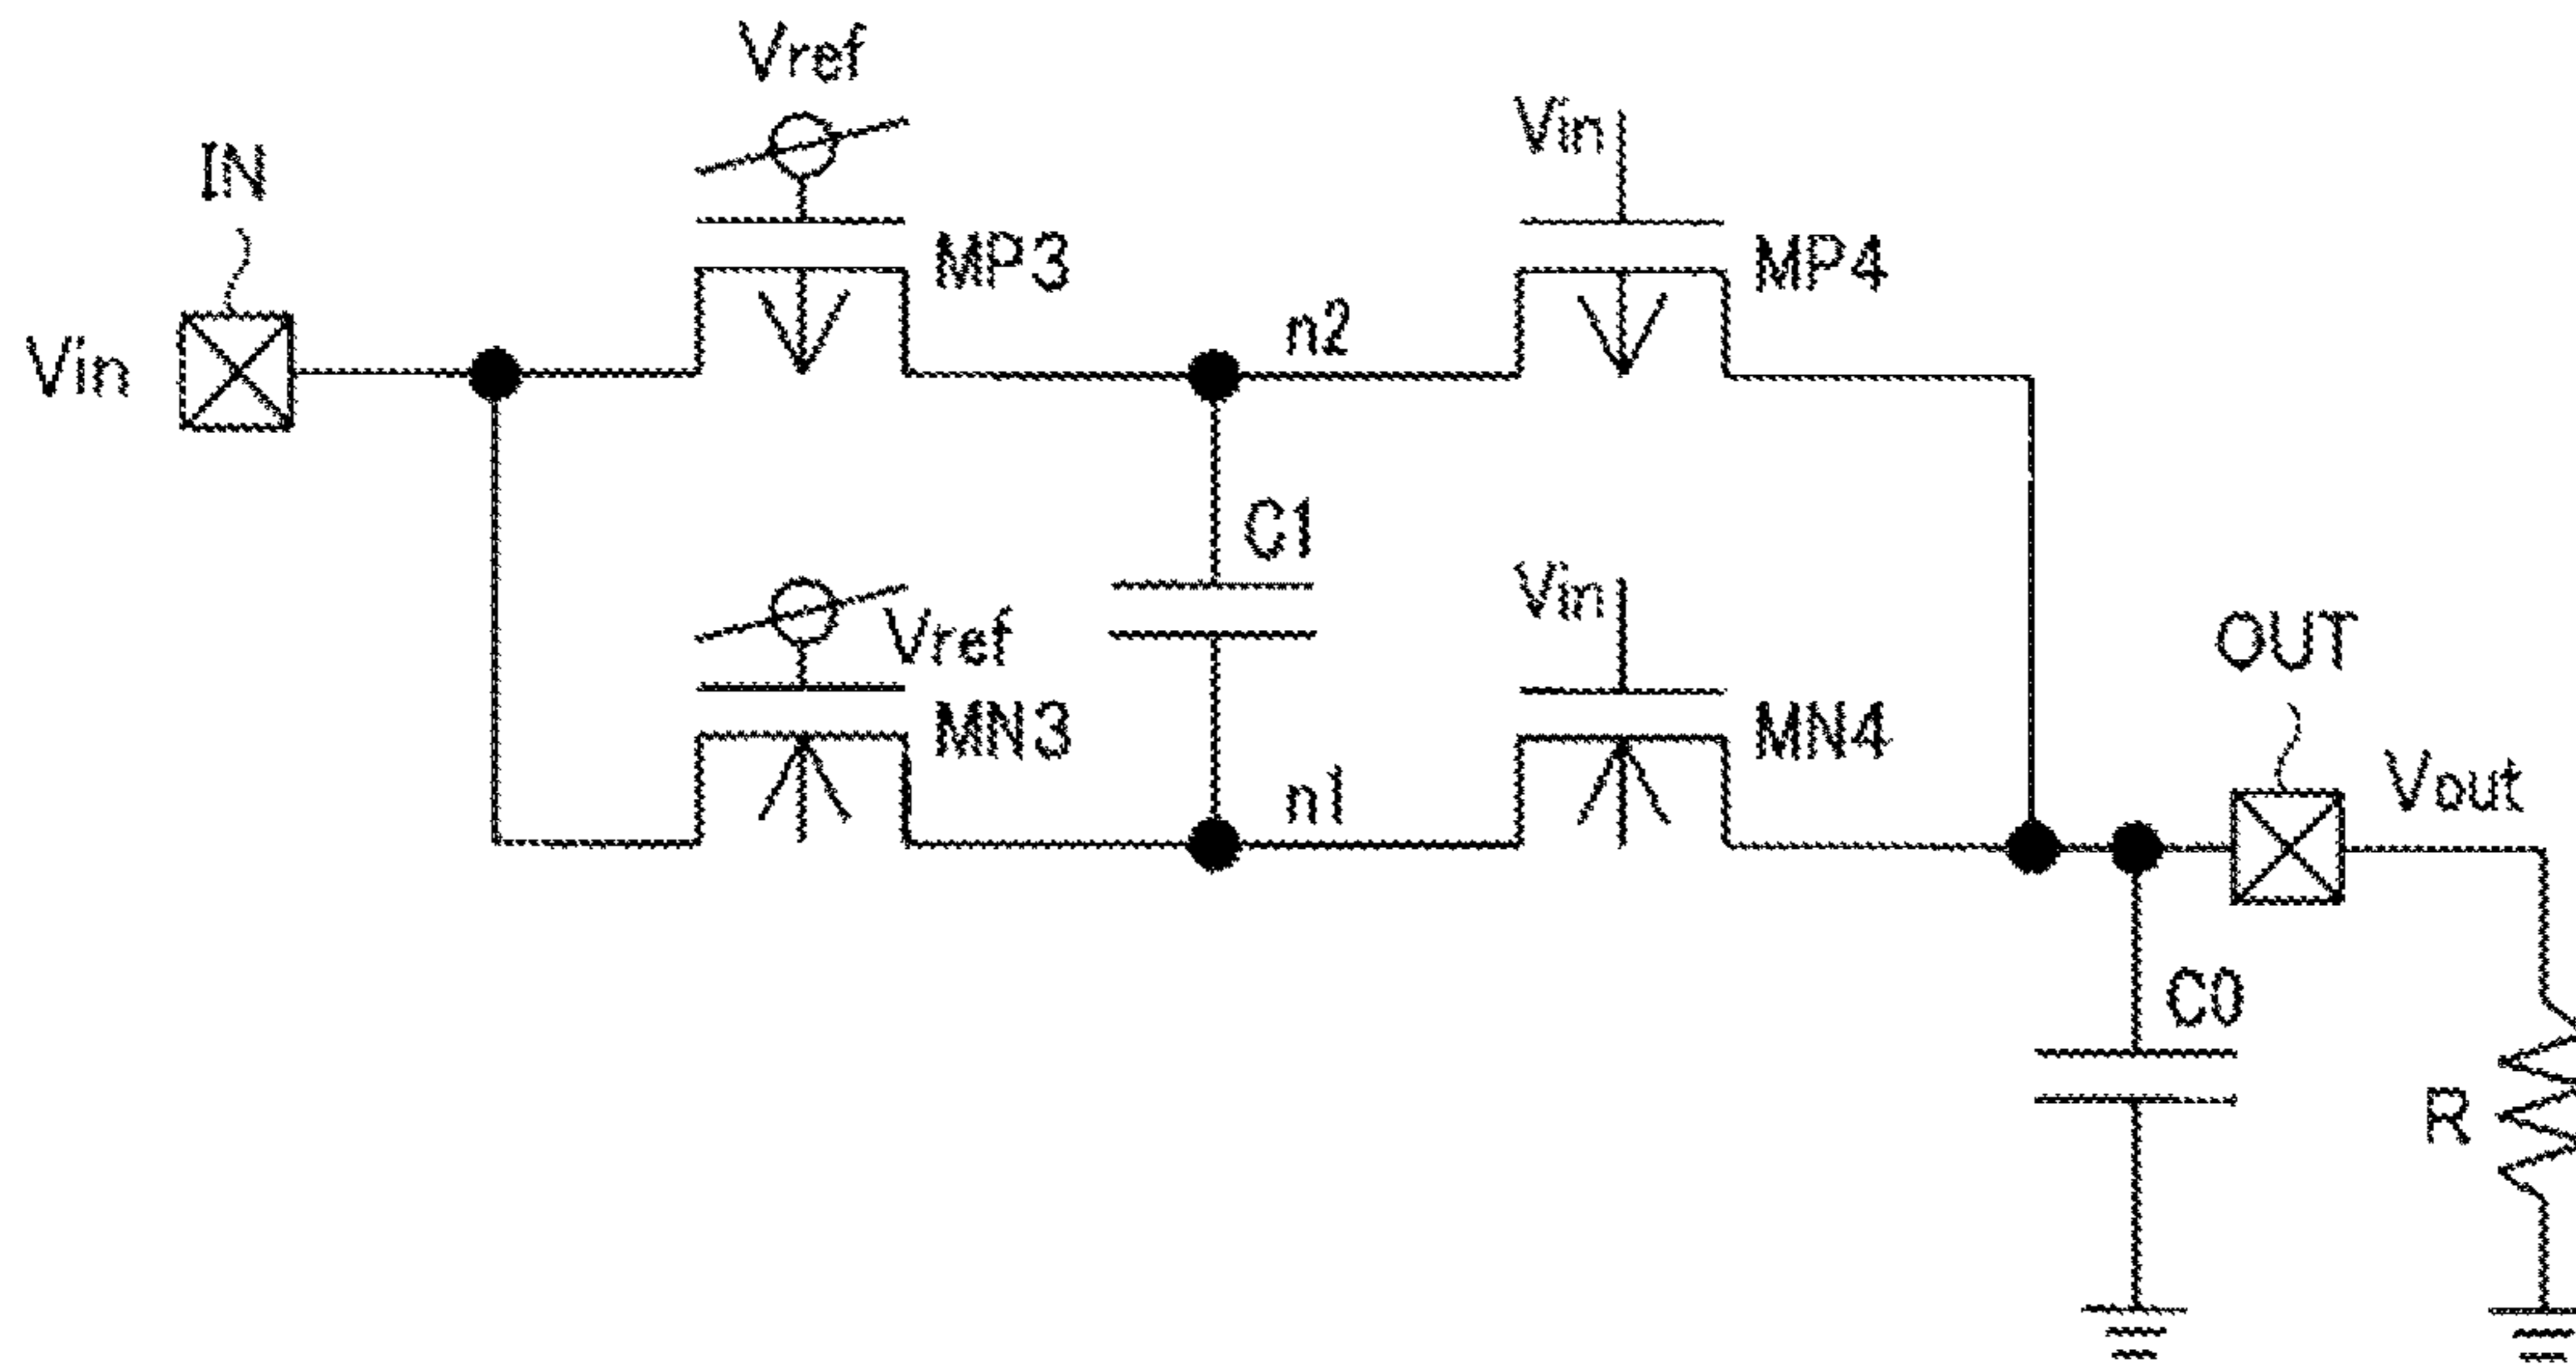 Vref
IN
Vin
MP3
MP4
Vin
n2
C1
Vin
Vref
MN3
MN4
n1
OUT
Vout
C0
R